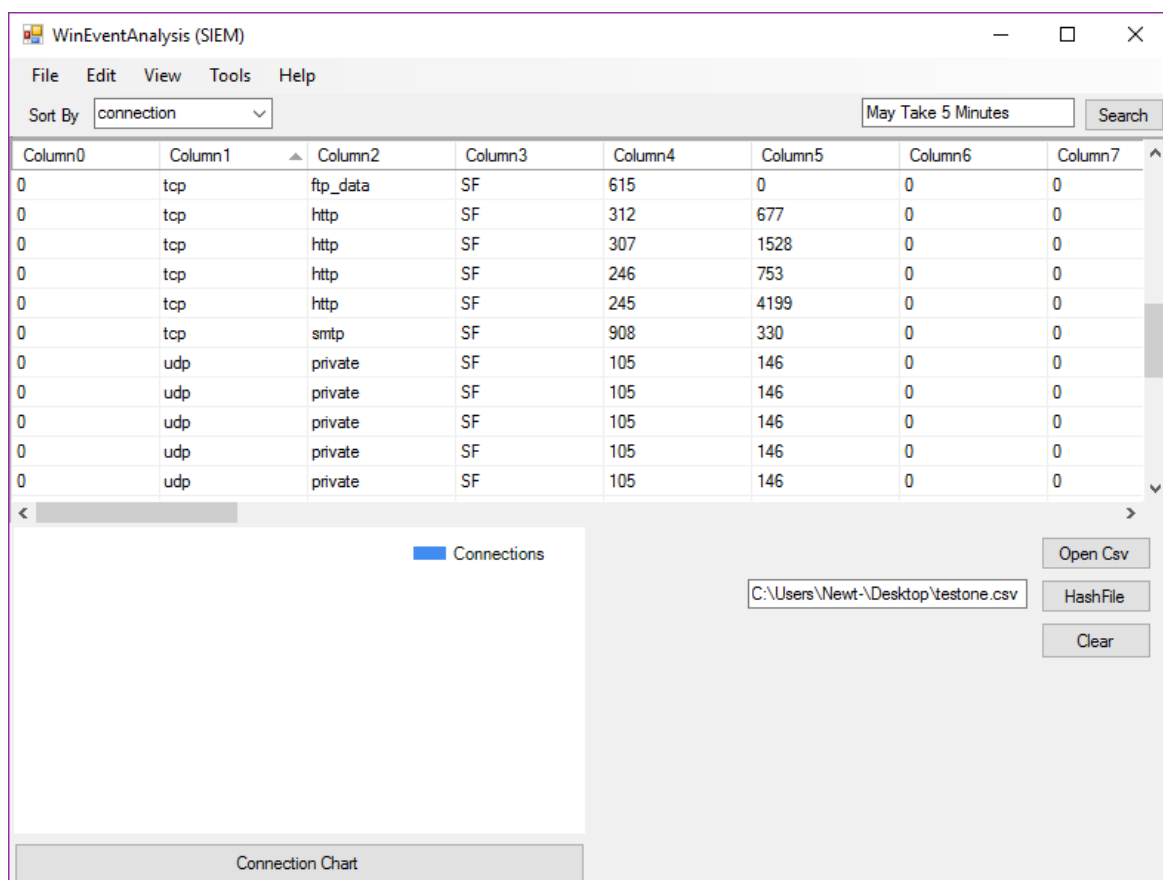 WinEventAnalysis (SIEM)
File Edit View Tools Help
Sort By connection May Take 5 Minutes Search
Column0 Column1 Column2 Column3 Column4 Column5 Column6 Column7
0 tcp ftp_data SF 615 0 0 0
0 tcp http SF 312 677 0 0
0 tcp http SF 307 1528 0 0
0 tcp http SF 246 753 0 0
0 tcp http SF 245 4199 0 0
0 tcp smtp SF 908 330 0 0
0 udp private SF 105 146 0 0
0 udp private SF 105 146 0 0
0 udp private SF 105 146 0 0
0 udp private SF 105 146 0 0
0 udp private SF 105 146 0 0
Connections
Open Csv
C:\Users\Newt-\Desktop\testone.csv HashFile
Clear
Connection Chart